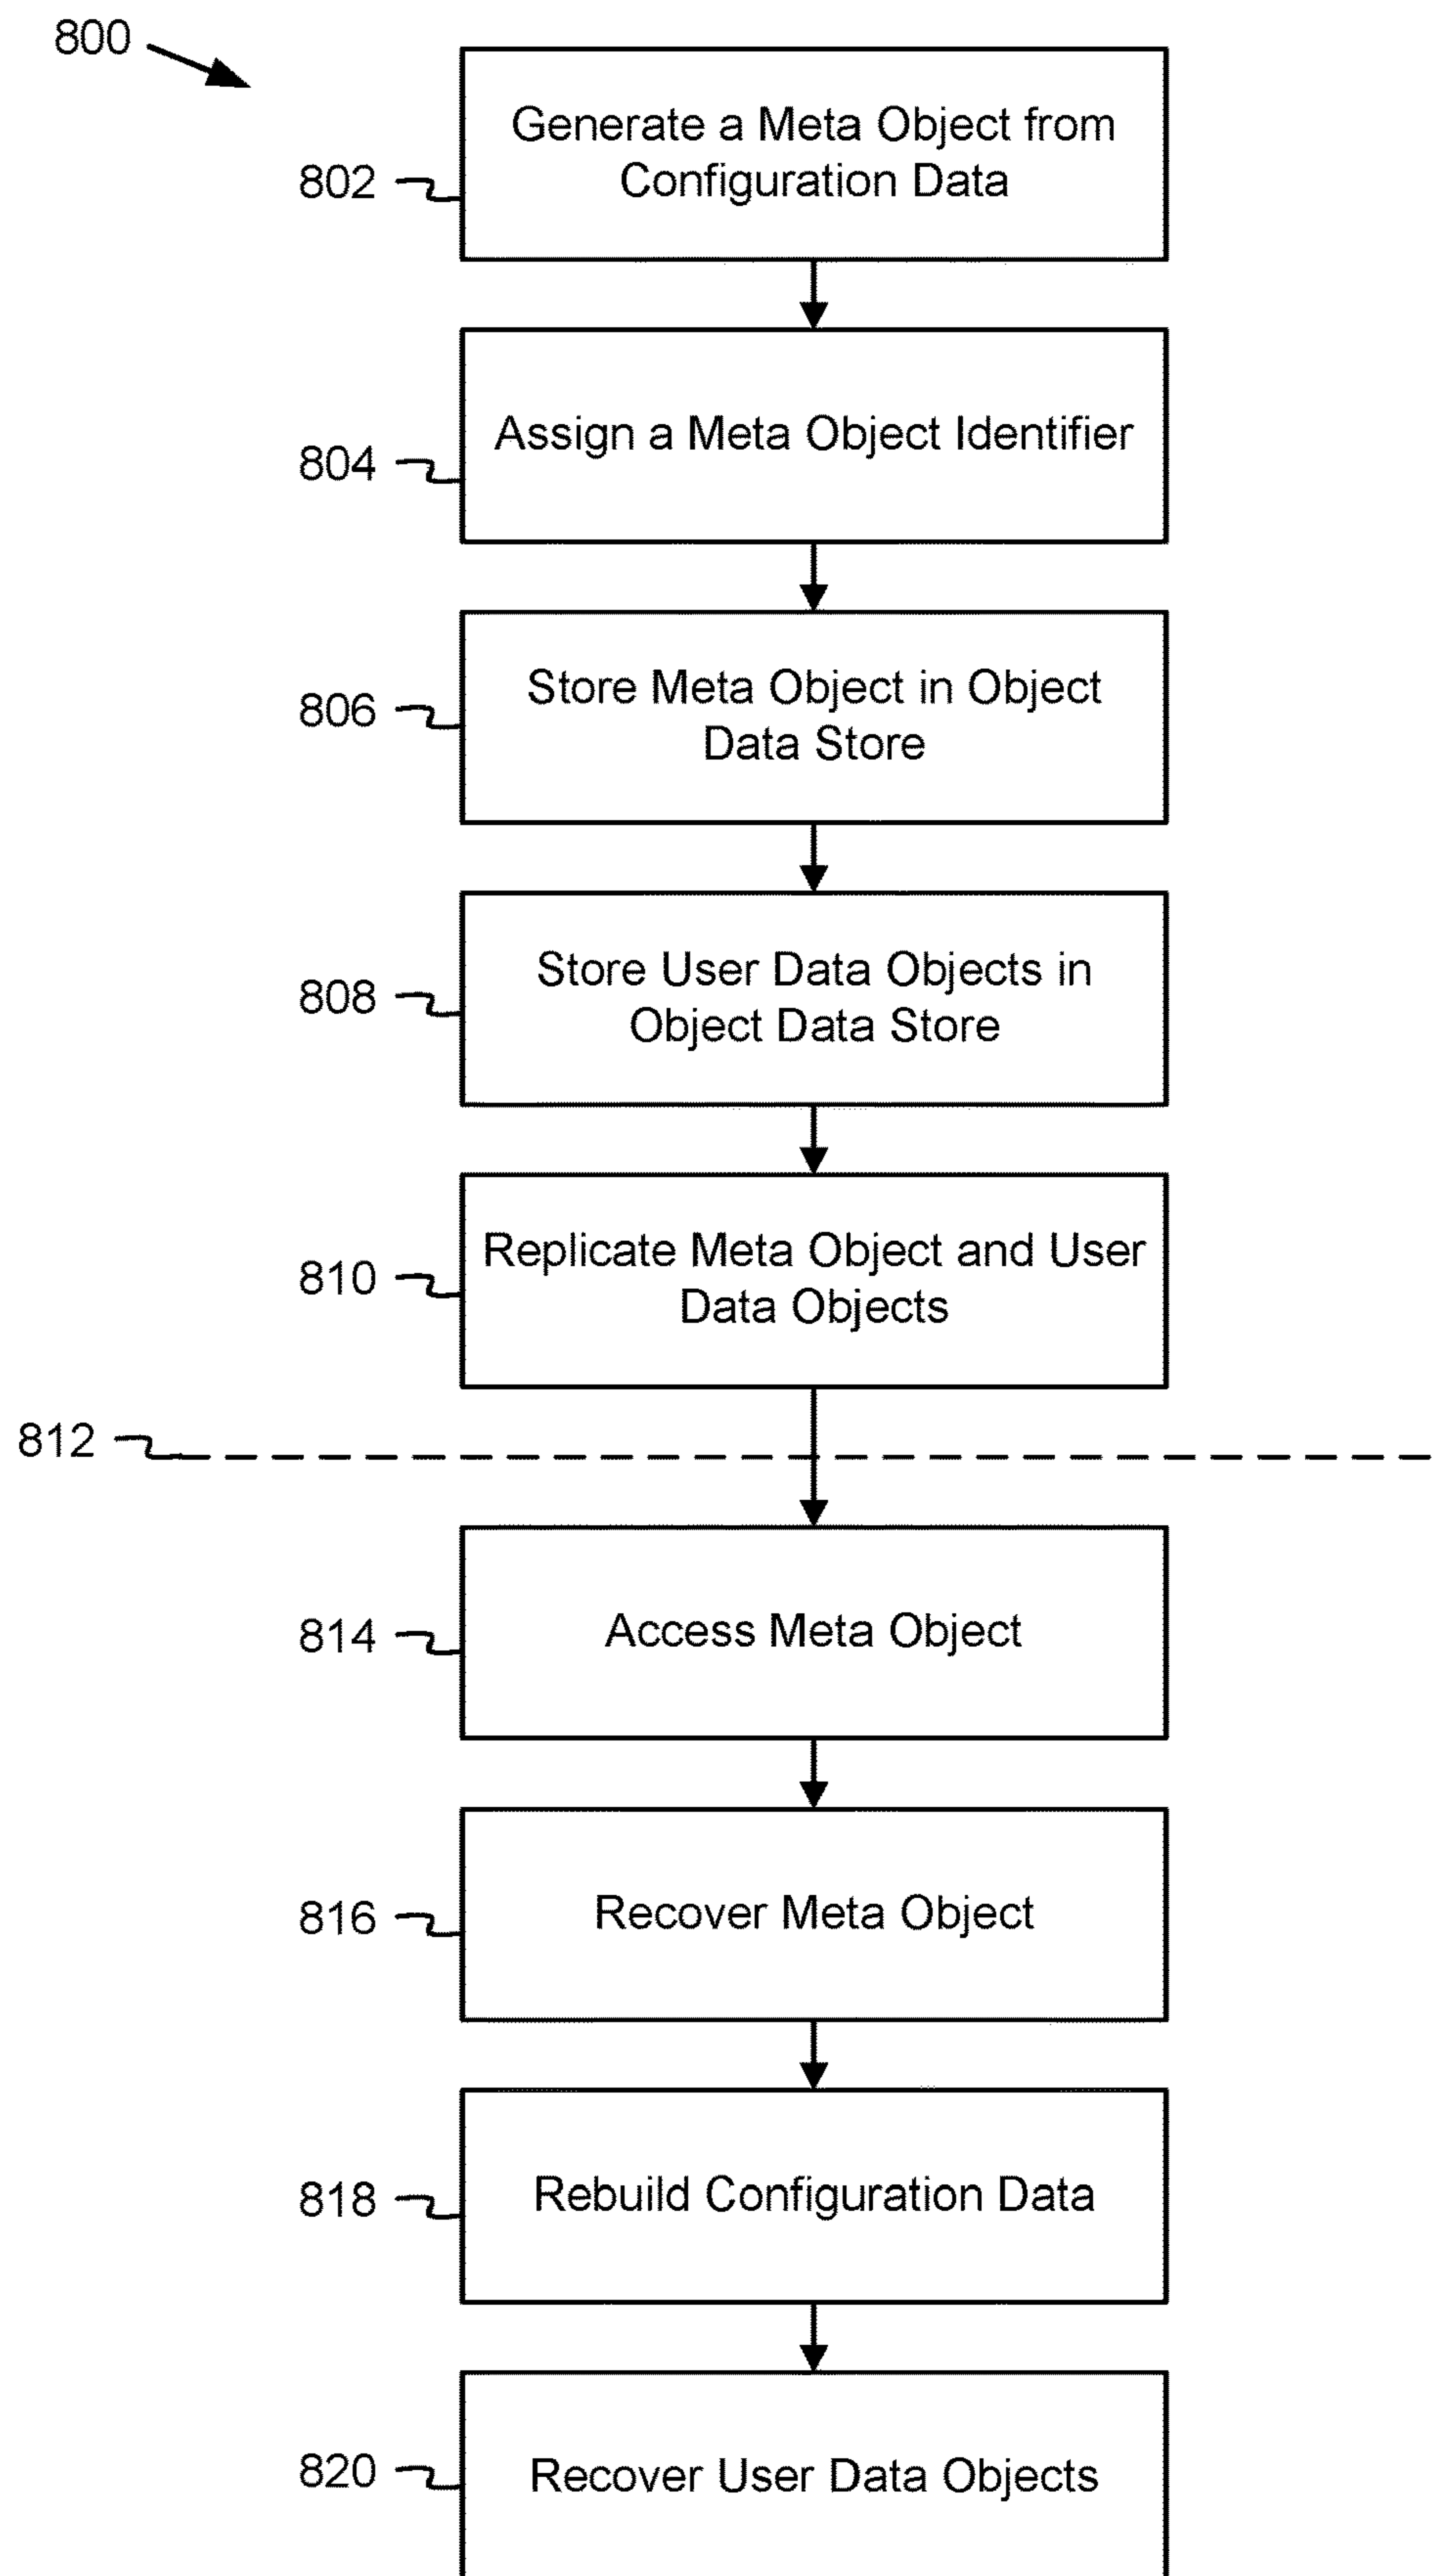 800
Generate a Meta Object from
Configuration Data
802
Assign a Meta Object Identifier
804
Store Meta Object in Object
Data Store
806
Store User Data Objects in
Object Data Store
808
Replicate Meta Object and User
Data Objects
810
812
Access Meta Object
814
Recover Meta Object
816
Rebuild Configuration Data
818
Recover User Data Objects
820